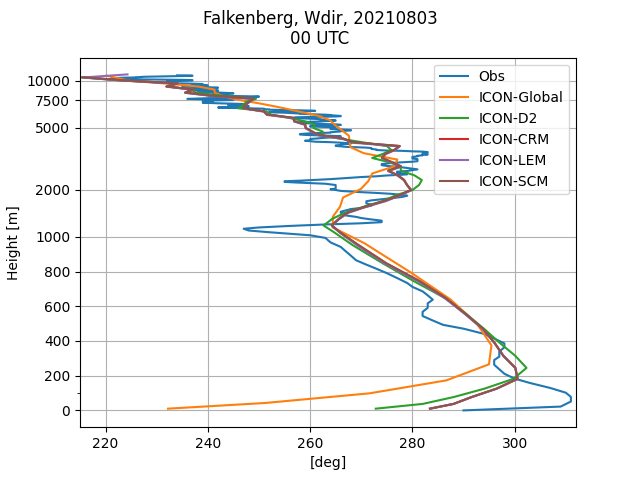 Falkenberg, Wdir, 20210803
00 UTC
Obs
ICON-Global
ICON-D2
ICON-CRM
ICON-LEM
ICON-SCM
Height [m]
10000
7500
5000
2000
1000
800
600
400
200
0
220 240 260 280 300
[deg]